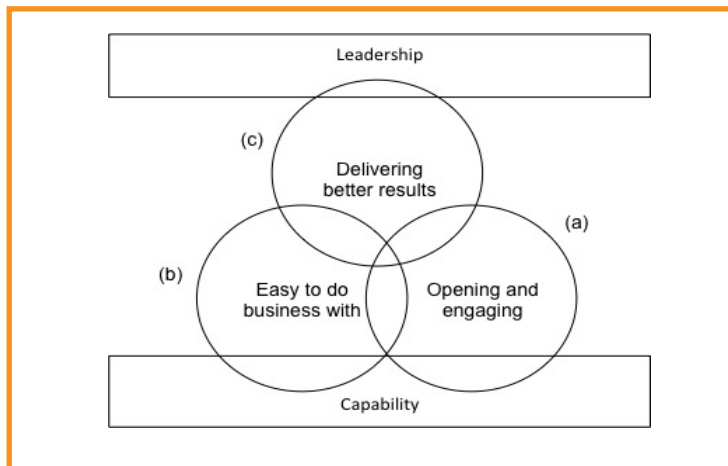 Leadership
(c)
Delivering
better results
(a)
(b)
Easy to do
business with
Opening and
engaging
Capability